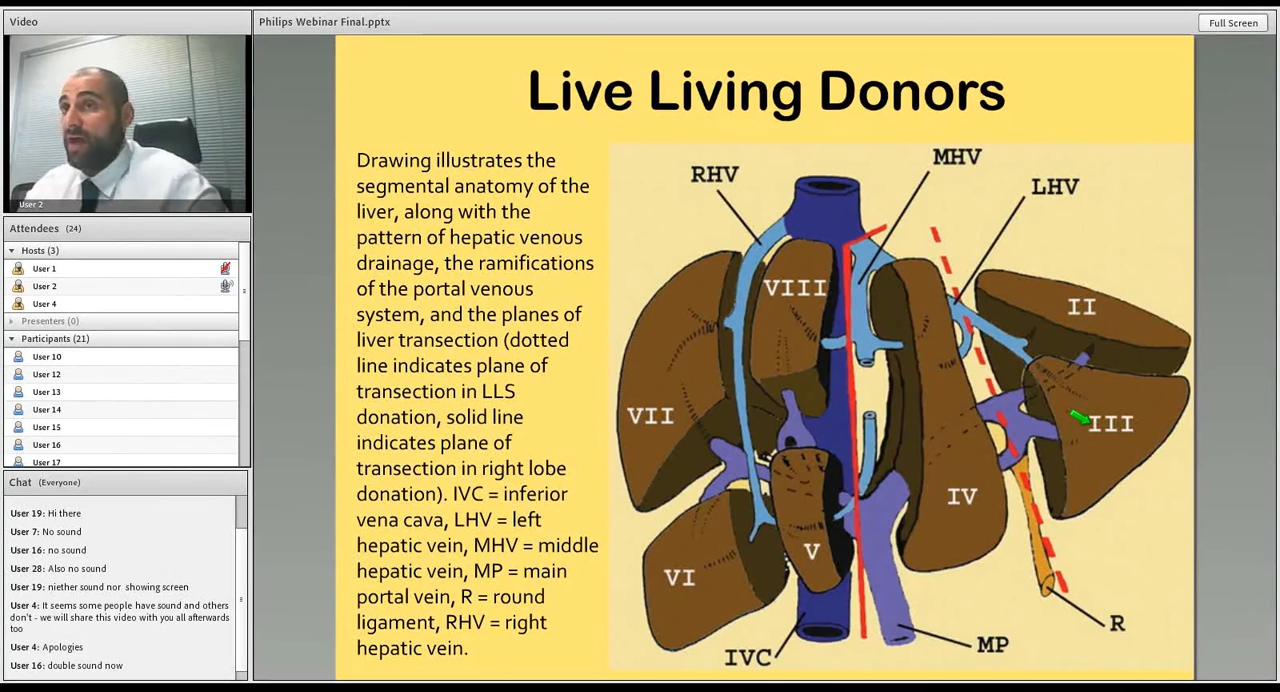 Video
User 2
Attendees (24)
Hosts (3)
User 1
User 2
User 4
Presenters (0)
Participants (21)
User 10
User 12
User 13
User 14
User 15
User 16
User 17
Chat (Everyone)
User 19: Hi there
User 7: No sound
User 16: no sound
User 28: Also no sound
User 19: niether sound nor showing screen
User 4: It seems some people have sound and others
don't - we will share this video with you all afterwards
too
User 4: Apologies
User 16: double sound now
Philips Webinar Final.pptx
Full Screen
Live Living Donors
Drawing illustrates the
segmental anatomy of the
liver, along with the
pattern of hepatic venous
drainage, the ramifications
of the portal venous
system, and the planes of
liver transection (dotted
line indicates plane of
transection in LLS
donation, solid line
indicates plane of
transection in right lobe
donation). IVC = inferior
vena cava, LHV = left
hepatic vein, MHV = middle
hepatic vein, MP = main
portal vein, R = round
ligament, RHV = right
hepatic vein.
RHV
MHV
LHV
VIII
II
VII
III
IV
V
VI
R
MP
IVC